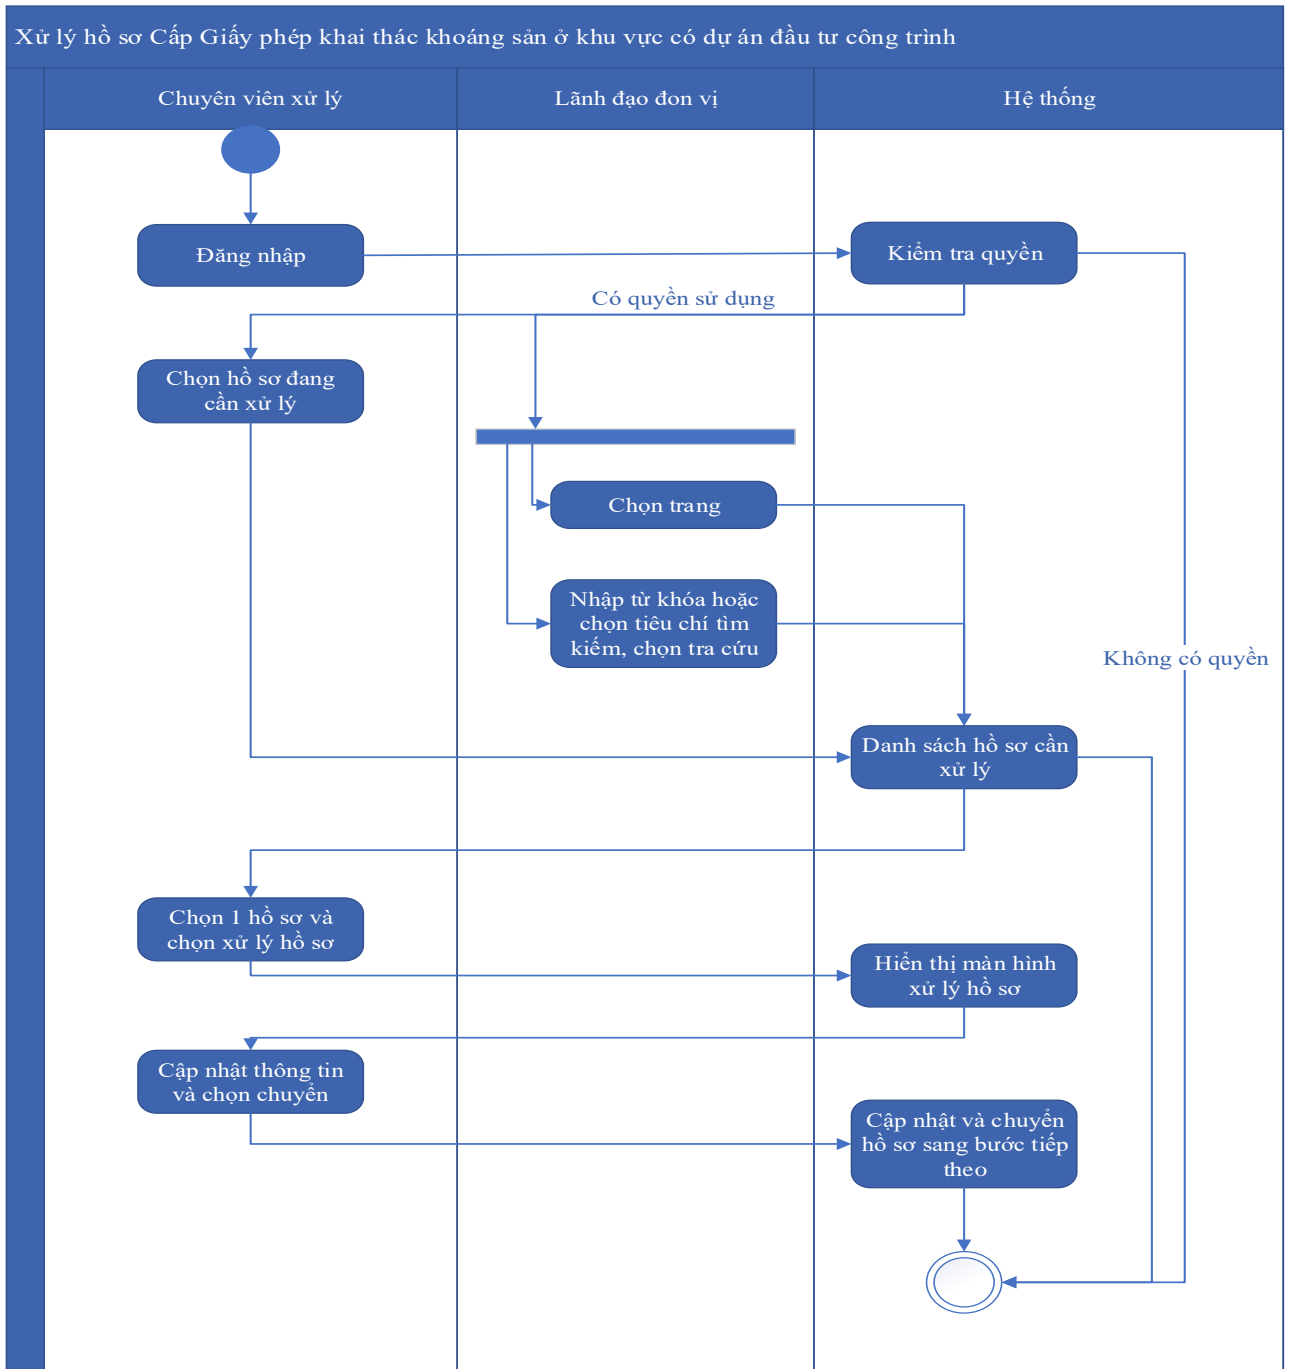 Xử lý hồ sơ Cấp Giấy phép khai thác khoáng sản ở khu vực có dự án đầu tư công trình
Chuyên viên xử lý
Lãnh đạo đơn vị
Hệ thống
Đăng nhập
Kiểm tra quyền
Có quyền sử dụng
Chọn hồ sơ đang
cần xử lý
Chọn trang
Nhập từ khóa hoặc
chọn tiêu chí tìm
kiếm, chọn tra cứu
Không có quyền
Danh sách hồ sơ cần
xử lý
Chọn 1 hồ sơ và
chọn xử lý hồ sơ
Hiển thị màn hình
xử lý hồ sơ
Cập nhật thông tin
và chọn chuyển
Cập nhật và chuyển
hồ sơ sang bước tiếp
theo